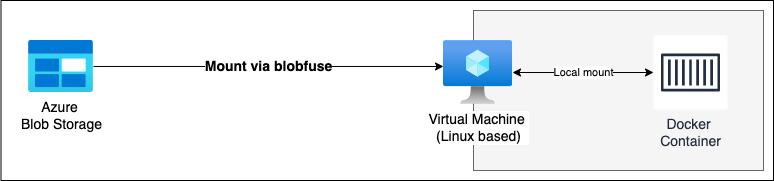 Mount via blobfuse
Local mount
Azure
Blob Storage
Virtual Machine
(Linux based)
Docker
Container